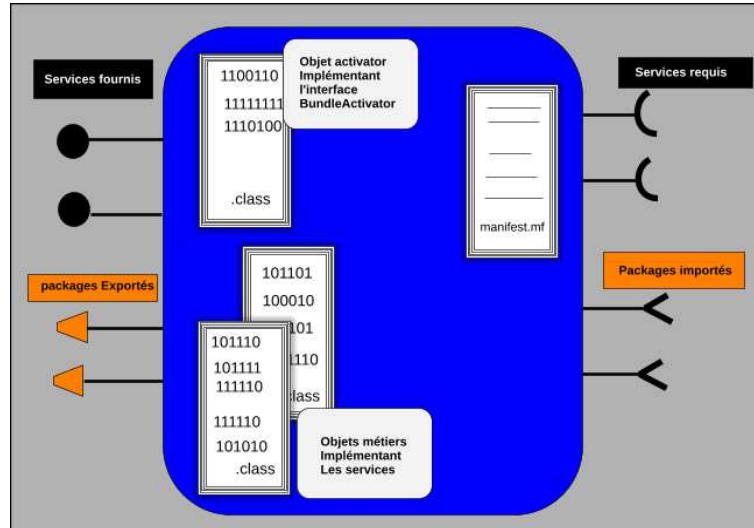 Services fournis
1100110
11111111
1110100
.class
Objet activator
Implémentant
l'interface
BundleActivator
Services requis
manifest.mf
packages Exportés
Packages importés
101101
100010
101
110
class
101110
101111
111110
111110
101010
.class
Objets métiers
Implémentant
Les services